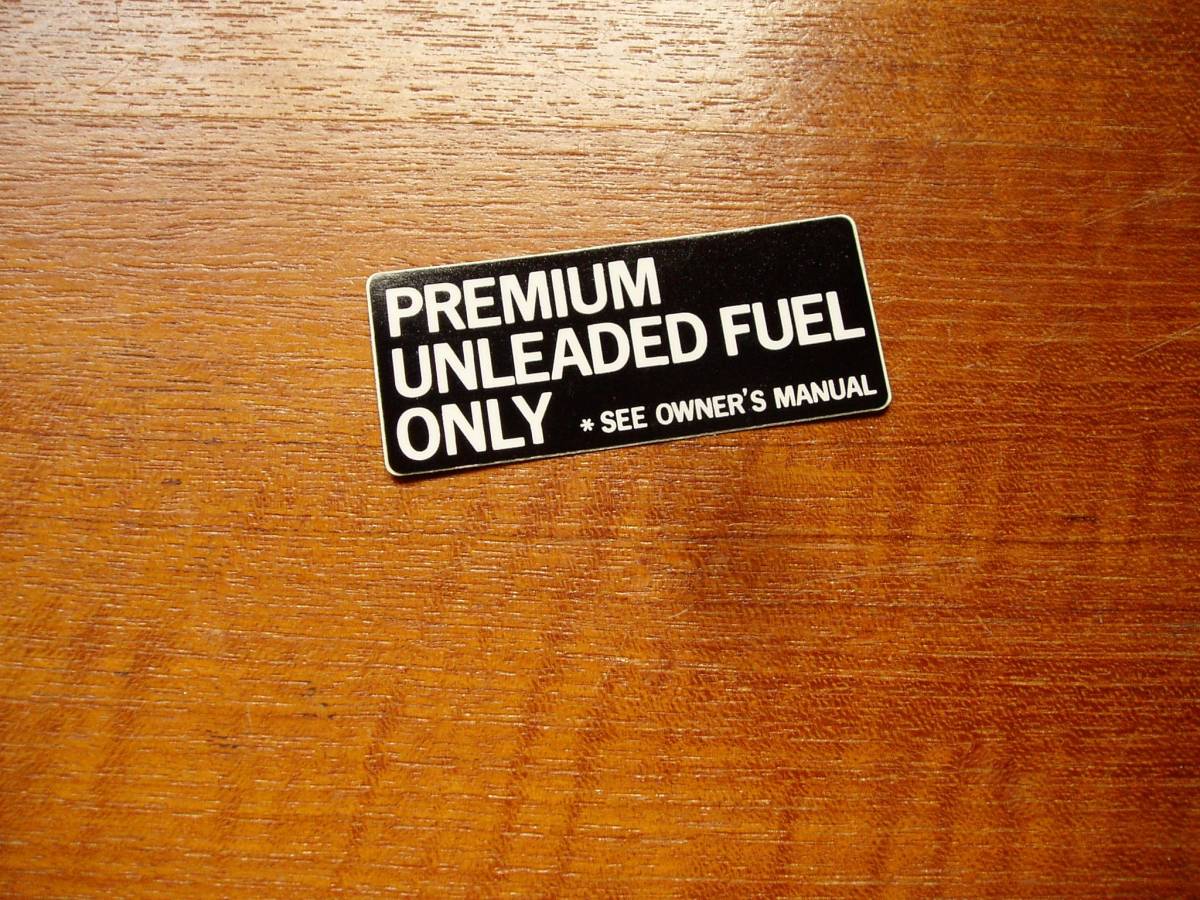 PREMIUM
UNLEADED FUEL
ONLY * SEE OWNER'S MANUAL